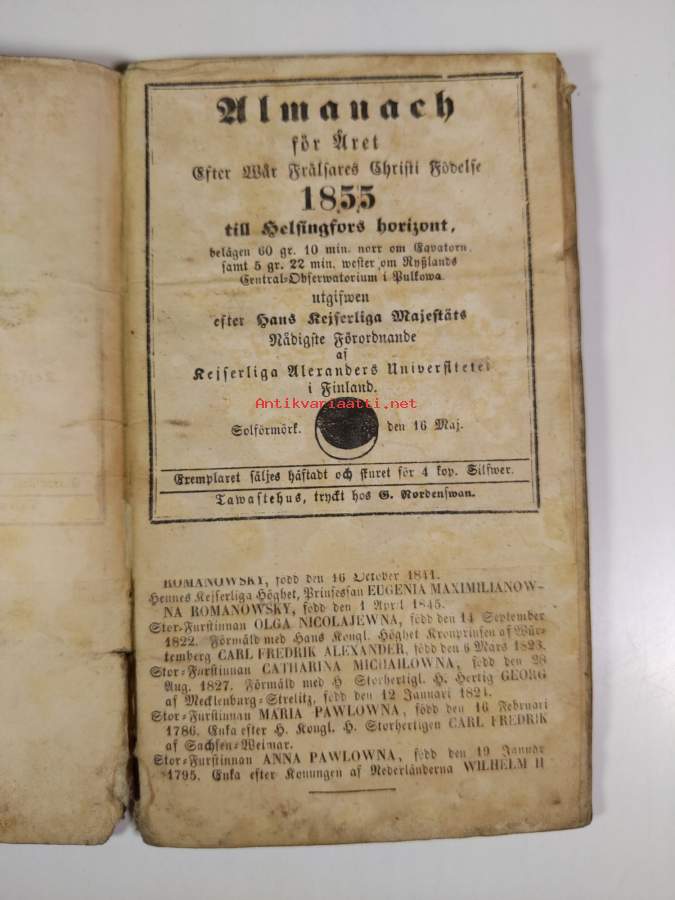 Almanach
för Året
Efter Wår Frälsares Christi Födelse
1855
till Helsingfors horizont,
belägen 60 gr. 10 min. norr om Eqvatorn,
samt 5 gr. 22 min. wester om Ryßlands
Central-Observatorium i Pulkowa.
utgifwen
efter Hans Kejserliga Majestäts
Nådigste Förordnande
af
Kejserliga Alexanders Universitetet
i Finland.
Antikvariaatti.net
Solförmörk. den 16 Maj.
Exemplaret säljes häftadt och skuret för 4 kop. Silfwer.
Tawastehus, tryckt hos G. Nordenswan.
ROMANOWSKY, född den 16 October 1841.
Hennes Kejserliga Höghet, Prinsessan EUGENIA MAXIMILIANOW-
NA ROMANOWSKY, född den 1 April 1845.
Stor-Furstinnan OLGA NICOLAJEWNA, född den 14 September
1822. Förmäld med Hans Kongl. Höghet Kronprinsen af Wür-
temberg CARL FREDRIK ALEXANDER, född den 6 Mars 1823.
Stor-Furstinnan CATHARINA MICHAILOWNA, född den 28
Aug. 1827. Förmäld med H. Storhertigl. H. Hertig GEORG
af Mecklenburg-Strelitz, född den 12 Januari 1824.
Stor-Furstinnan MARIA PAWLOWNA, född den 16 Februari
1786. Enka efter H. Kongl. H. Storhertigen CARL FREDRIK
af Sachsen-Weimar.
Stor-Furstinnan ANNA PAWLOWNA, född den 19 Januar
1795. Enka efter Konungen af Nederländerna WILHELM II